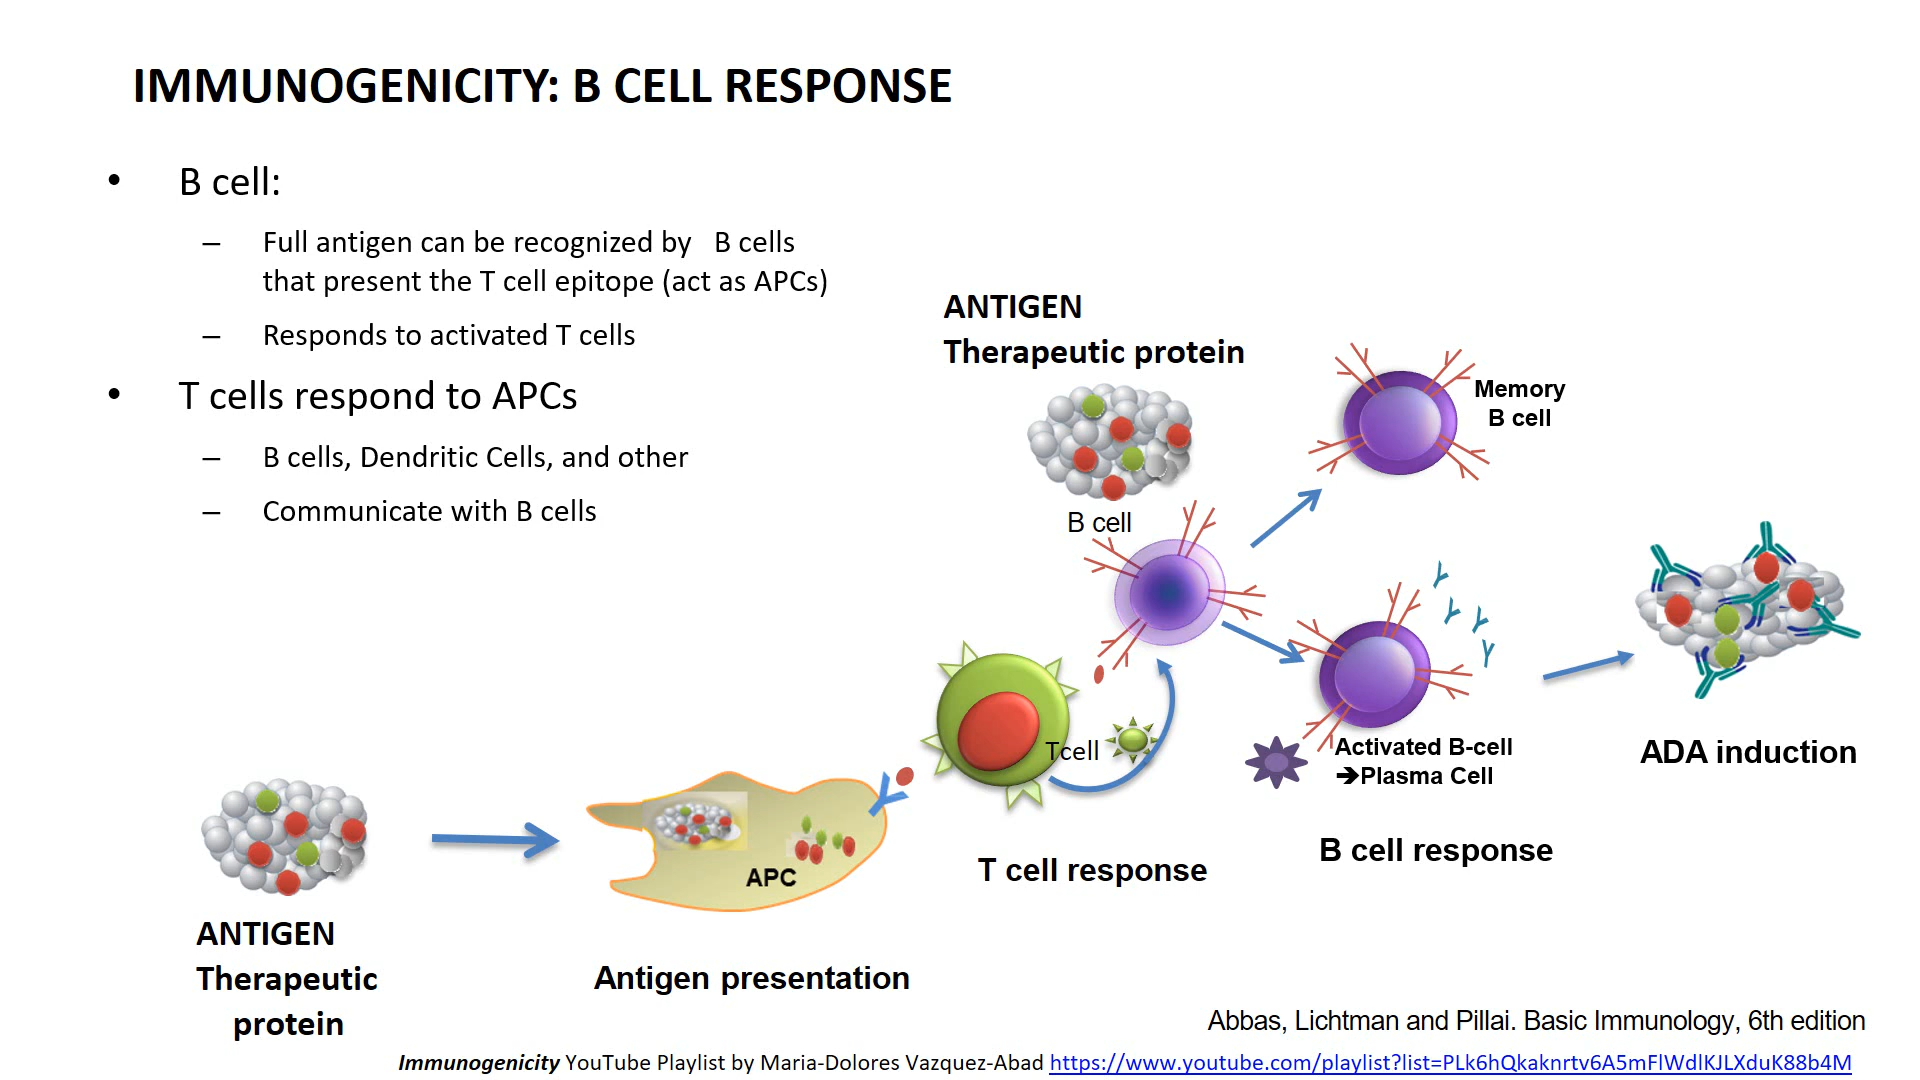 IMMUNOGENICITY: B CELL RESPONSE
• B cell:
– Full antigen can be recognized by B cells
that present the T cell epitope (act as APCs)
– Responds to activated T cells
• T cells respond to APCs
– B cells, Dendritic Cells, and other
– Communicate with B cells
ANTIGEN
Therapeutic protein
B cell
Memory
B cell
Tcell
Activated B-cell
➔Plasma Cell
ADA induction
B cell response
T cell response
APC
ANTIGEN
Therapeutic
protein
Antigen presentation
Abbas, Lichtman and Pillai. Basic Immunology, 6th edition
Immunogenicity YouTube Playlist by Maria-Dolores Vazquez-Abad https://www.youtube.com/playlist?list=PLk6hQkaknrtv6A5mFlWdlKJLXduK88b4M